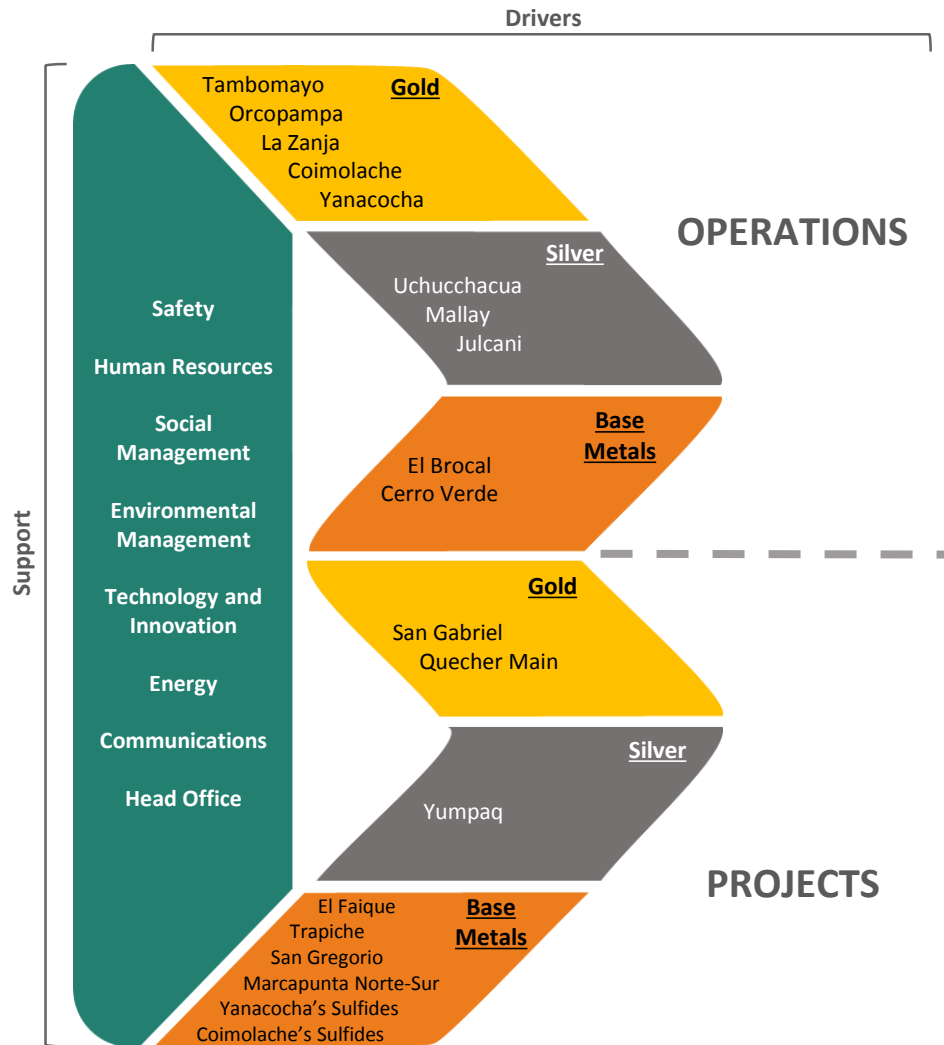 Drivers
Support
Safety
Human Resources
Social
Management
Environmental
Management
Technology and
Innovation
Energy
Communications
Head Office
Gold
Tambomayo
Orcopampa
La Zanja
Coimolache
Yanacocha
OPERATIONS
Silver
Uchucchacua
Mallay
Julcani
Base
Metals
El Brocal
Cerro Verde
Gold
San Gabriel
Quecher Main
Silver
Yumpaq
PROJECTS
Base
Metals
El Faique
Trapiche
San Gregorio
Marcapunta Norte-Sur
Yanacocha’s Sulfides
Coimolache’s Sulfides